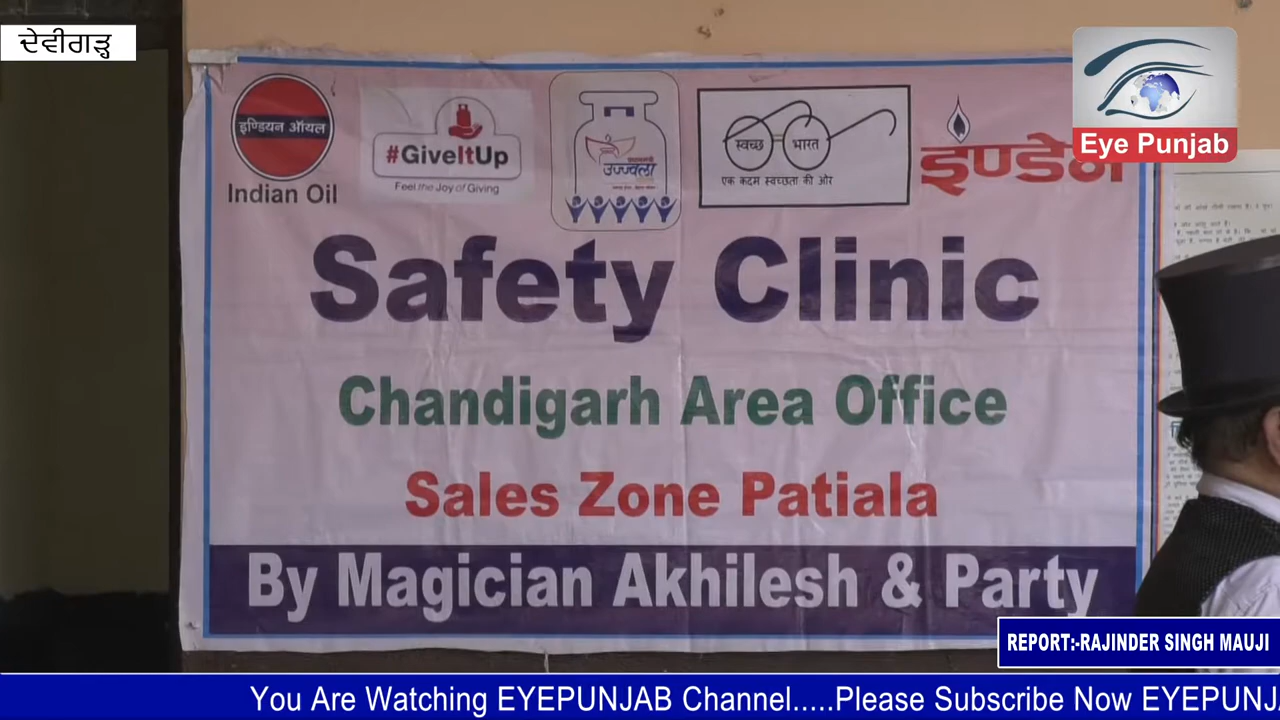 ਦੇਵੀਗੜ੍ਹ
Eye Punjab
इण्डियन ऑयल
Indian Oil
#GiveItUp
Feel the Joy of Giving
उज्ज्वला
स्वच्छ भारत
एक कदम स्वच्छता की ओर
इण्डेन
Safety Clinic
Chandigarh Area Office
Sales Zone Patiala
By Magician Akhilesh & Party
REPORT:-RAJINDER SINGH MAUJI
You Are Watching EYEPUNJAB Channel.....Please Subscribe Now EYEPUNJ